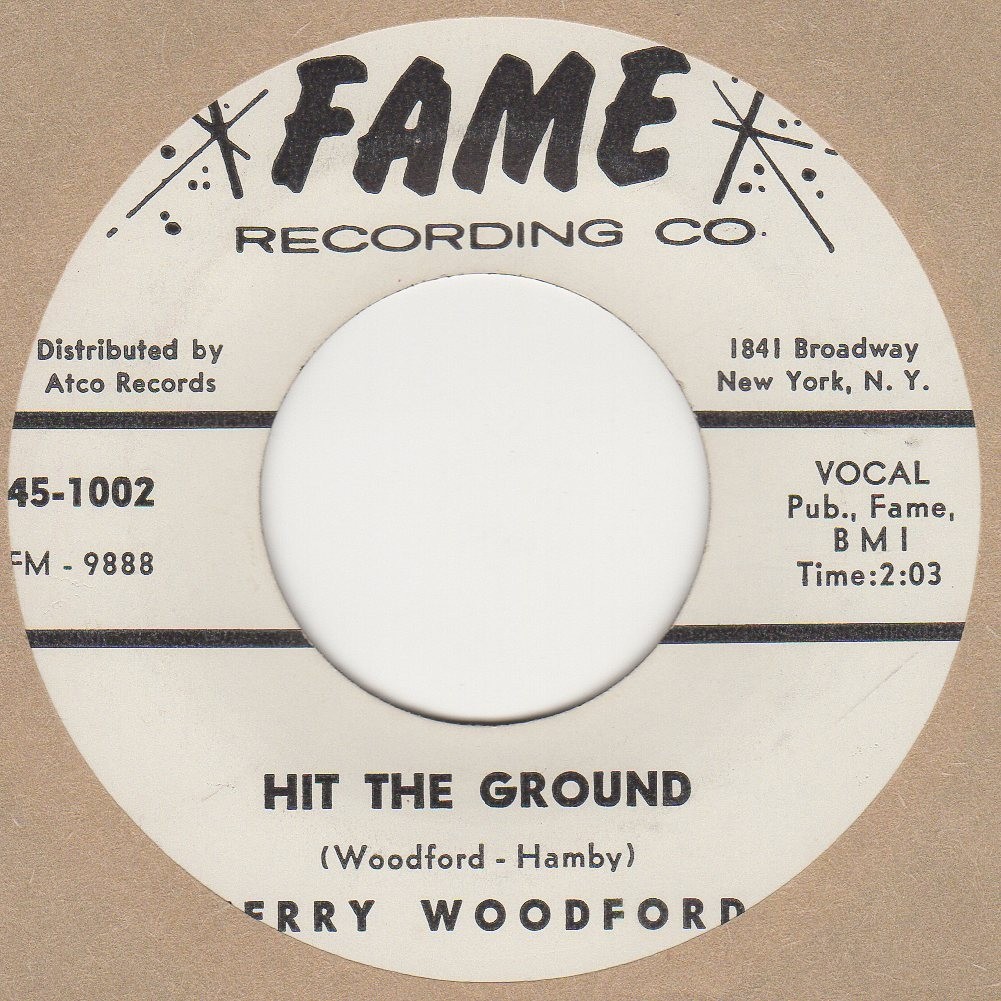 FAME
RECORDING CO.
Distributed by
Atco Records
1841 Broadway
New York, N. Y.
45-1002
FM - 9888
VOCAL
Pub., Fame,
B M I
Time:2:03
HIT THE GROUND
(Woodford - Hamby)
ERRY WOODFORD